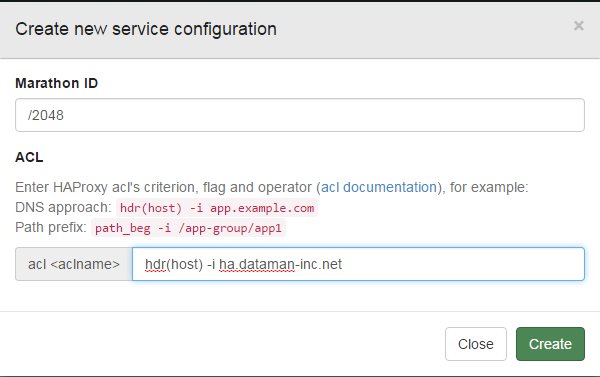 Create new service configuration ×
Marathon ID
/2048
ACL
Enter HAProxy acl's criterion, flag and operator (acl documentation), for example:
DNS approach: hdr(host) -i app.example.com
Path prefix: path_beg -i /app-group/app1
acl <aclname> hdr(host) -i ha.dataman-inc.net
Close Create